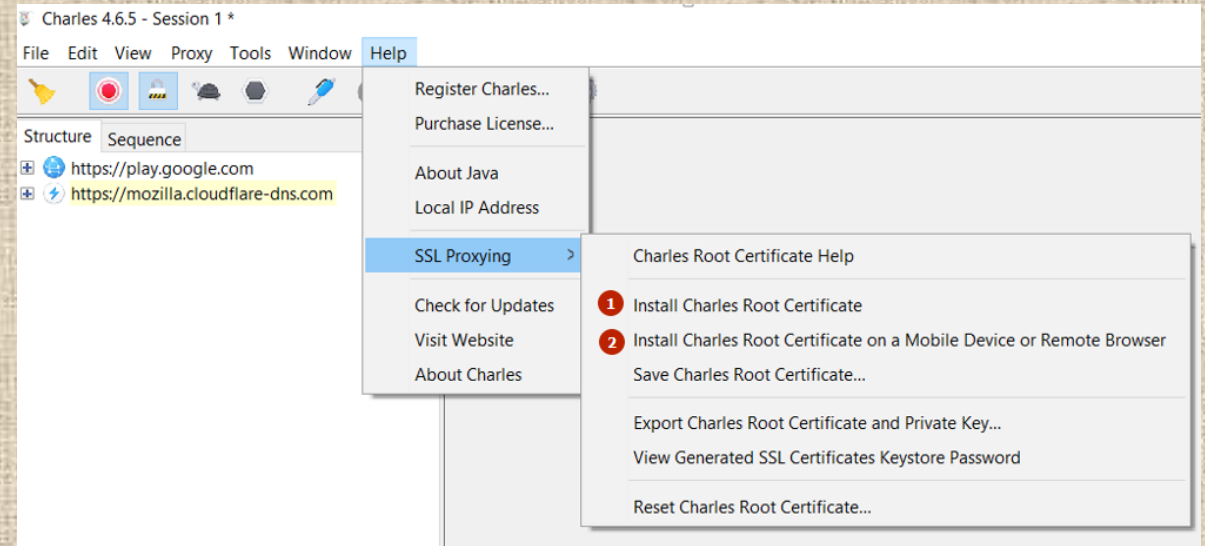 Charles 4.6.5 - Session 1 *
File Edit View Proxy Tools Window Help
Structure Sequence
https://play.google.com
https://mozilla.cloudflare-dns.com
Register Charles...
Purchase License...
About Java
Local IP Address
SSL Proxying >
Check for Updates
Visit Website
About Charles
Charles Root Certificate Help
1 Install Charles Root Certificate
2 Install Charles Root Certificate on a Mobile Device or Remote Browser
Save Charles Root Certificate...
Export Charles Root Certificate and Private Key...
View Generated SSL Certificates Keystore Password
Reset Charles Root Certificate...